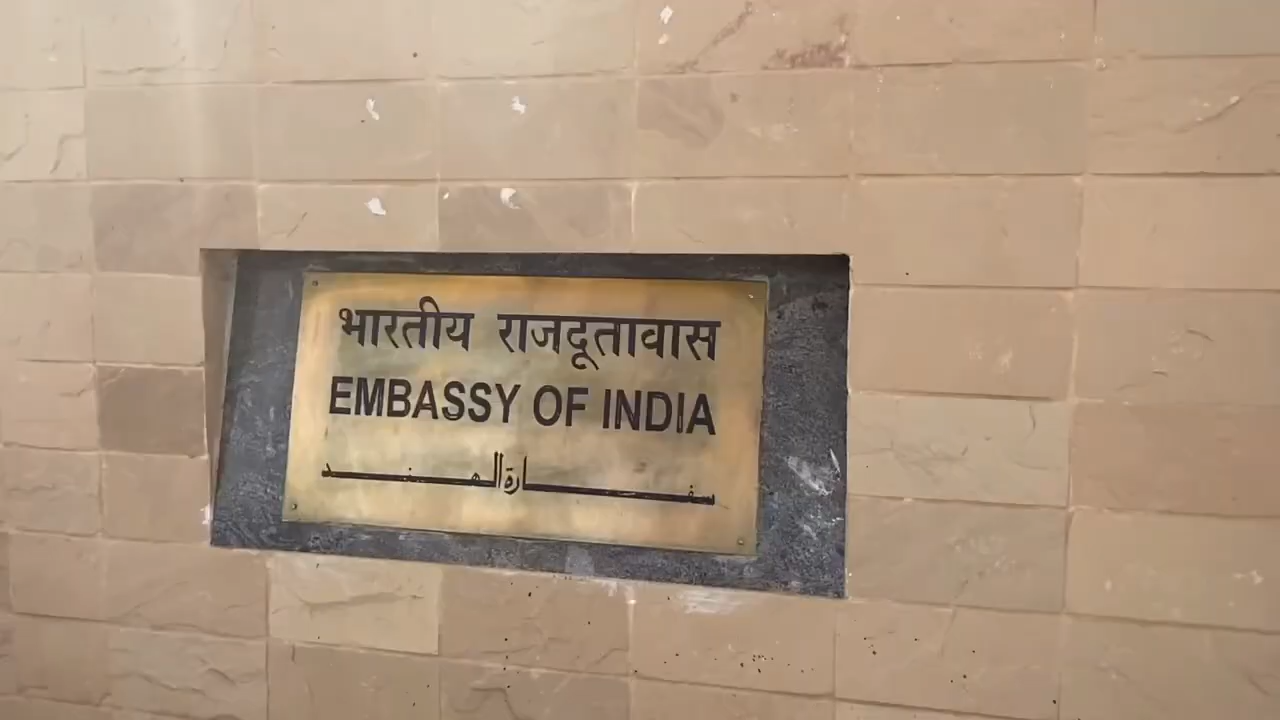 भारतीय राजदूतावास
EMBASSY OF INDIA
سفارة الهند